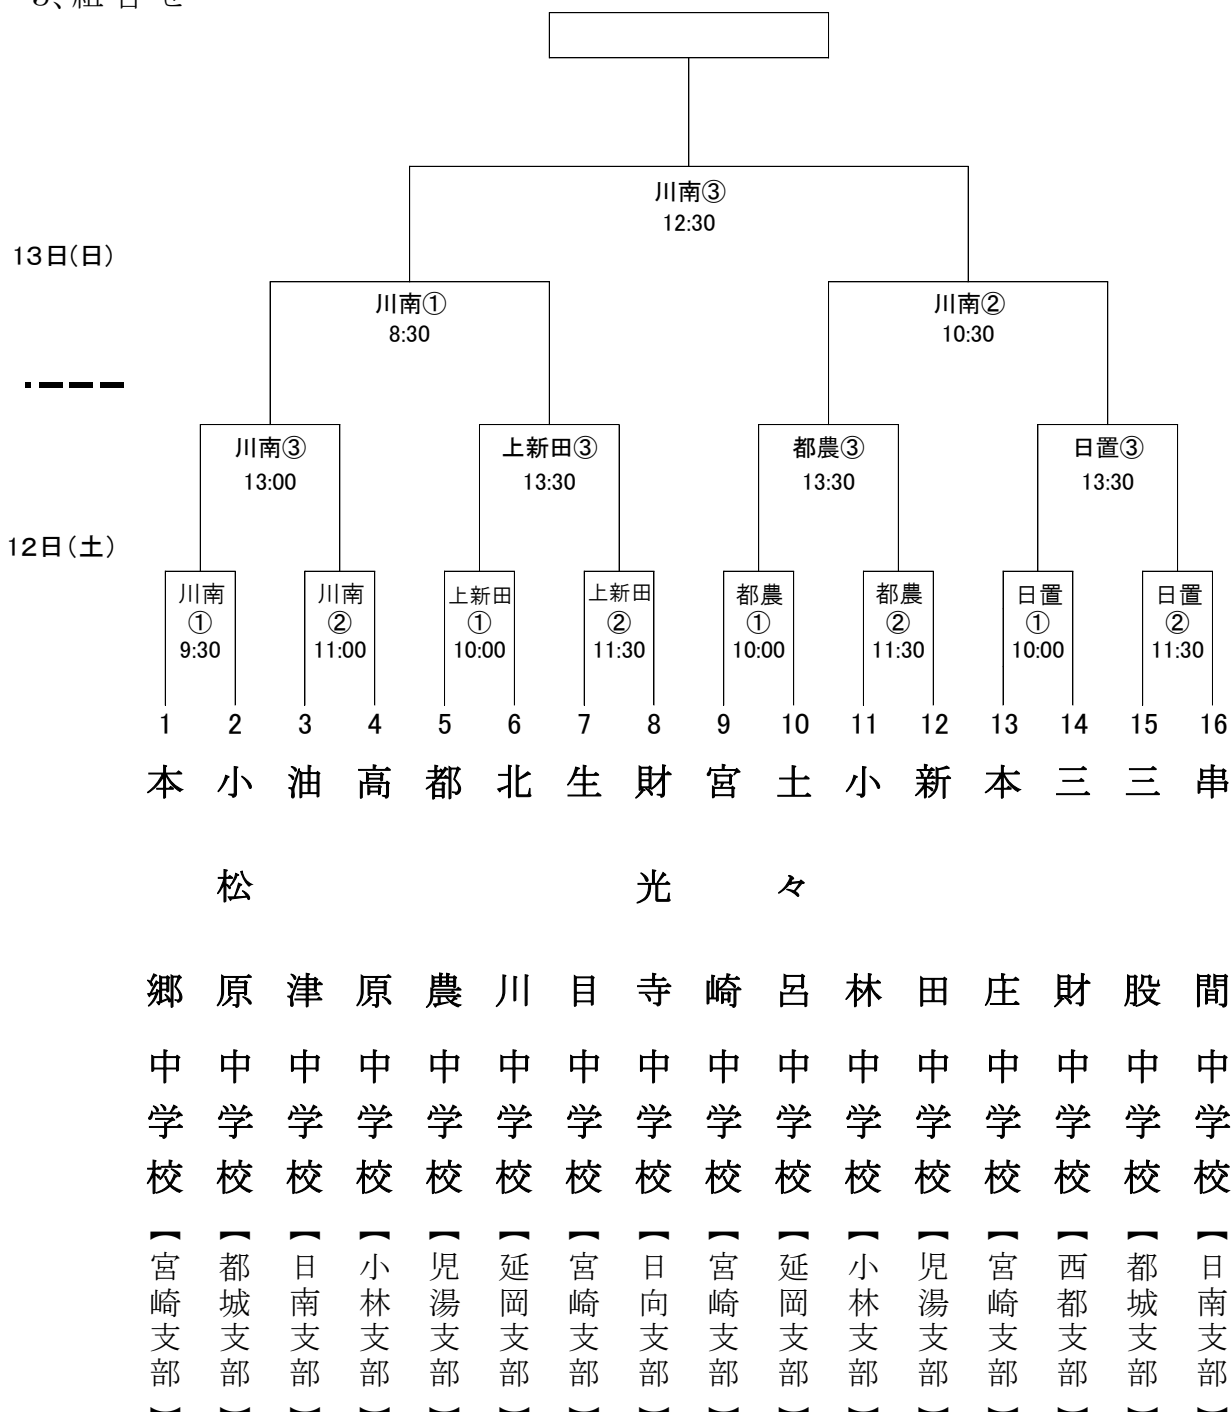 川南③
12:30
13日(日)
川南① 川南②
8:30 10:30
川南③ 上新田③ 都農③ 日置③
13:00 13:30 13:30 13:30
12日(土)
川南 川南 上新田 上新田 都農 都農 日置 日置
① ② ① ② ① ② ① ②
9:30 11:00 10:00 11:30 10:00 11:30 10:00 11:30
1 2 3 4 5 6 7 8 9 10 11 12 13 14 15 16
本郷中学校【宮崎支部】
小松原中学校【都城支部】
油津中学校【日南支部】
高原中学校【小林支部】
都農中学校【児湯支部】
北川中学校【延岡支部】
生目中学校【宮崎支部】
財光寺中学校【日向支部】
宮崎中学校【宮崎支部】
土々呂中学校【延岡支部】
小林中学校【小林支部】
新田中学校【児湯支部】
本庄中学校【宮崎支部】
三財中学校【西都支部】
三股中学校【都城支部】
串間中学校【日南支部】